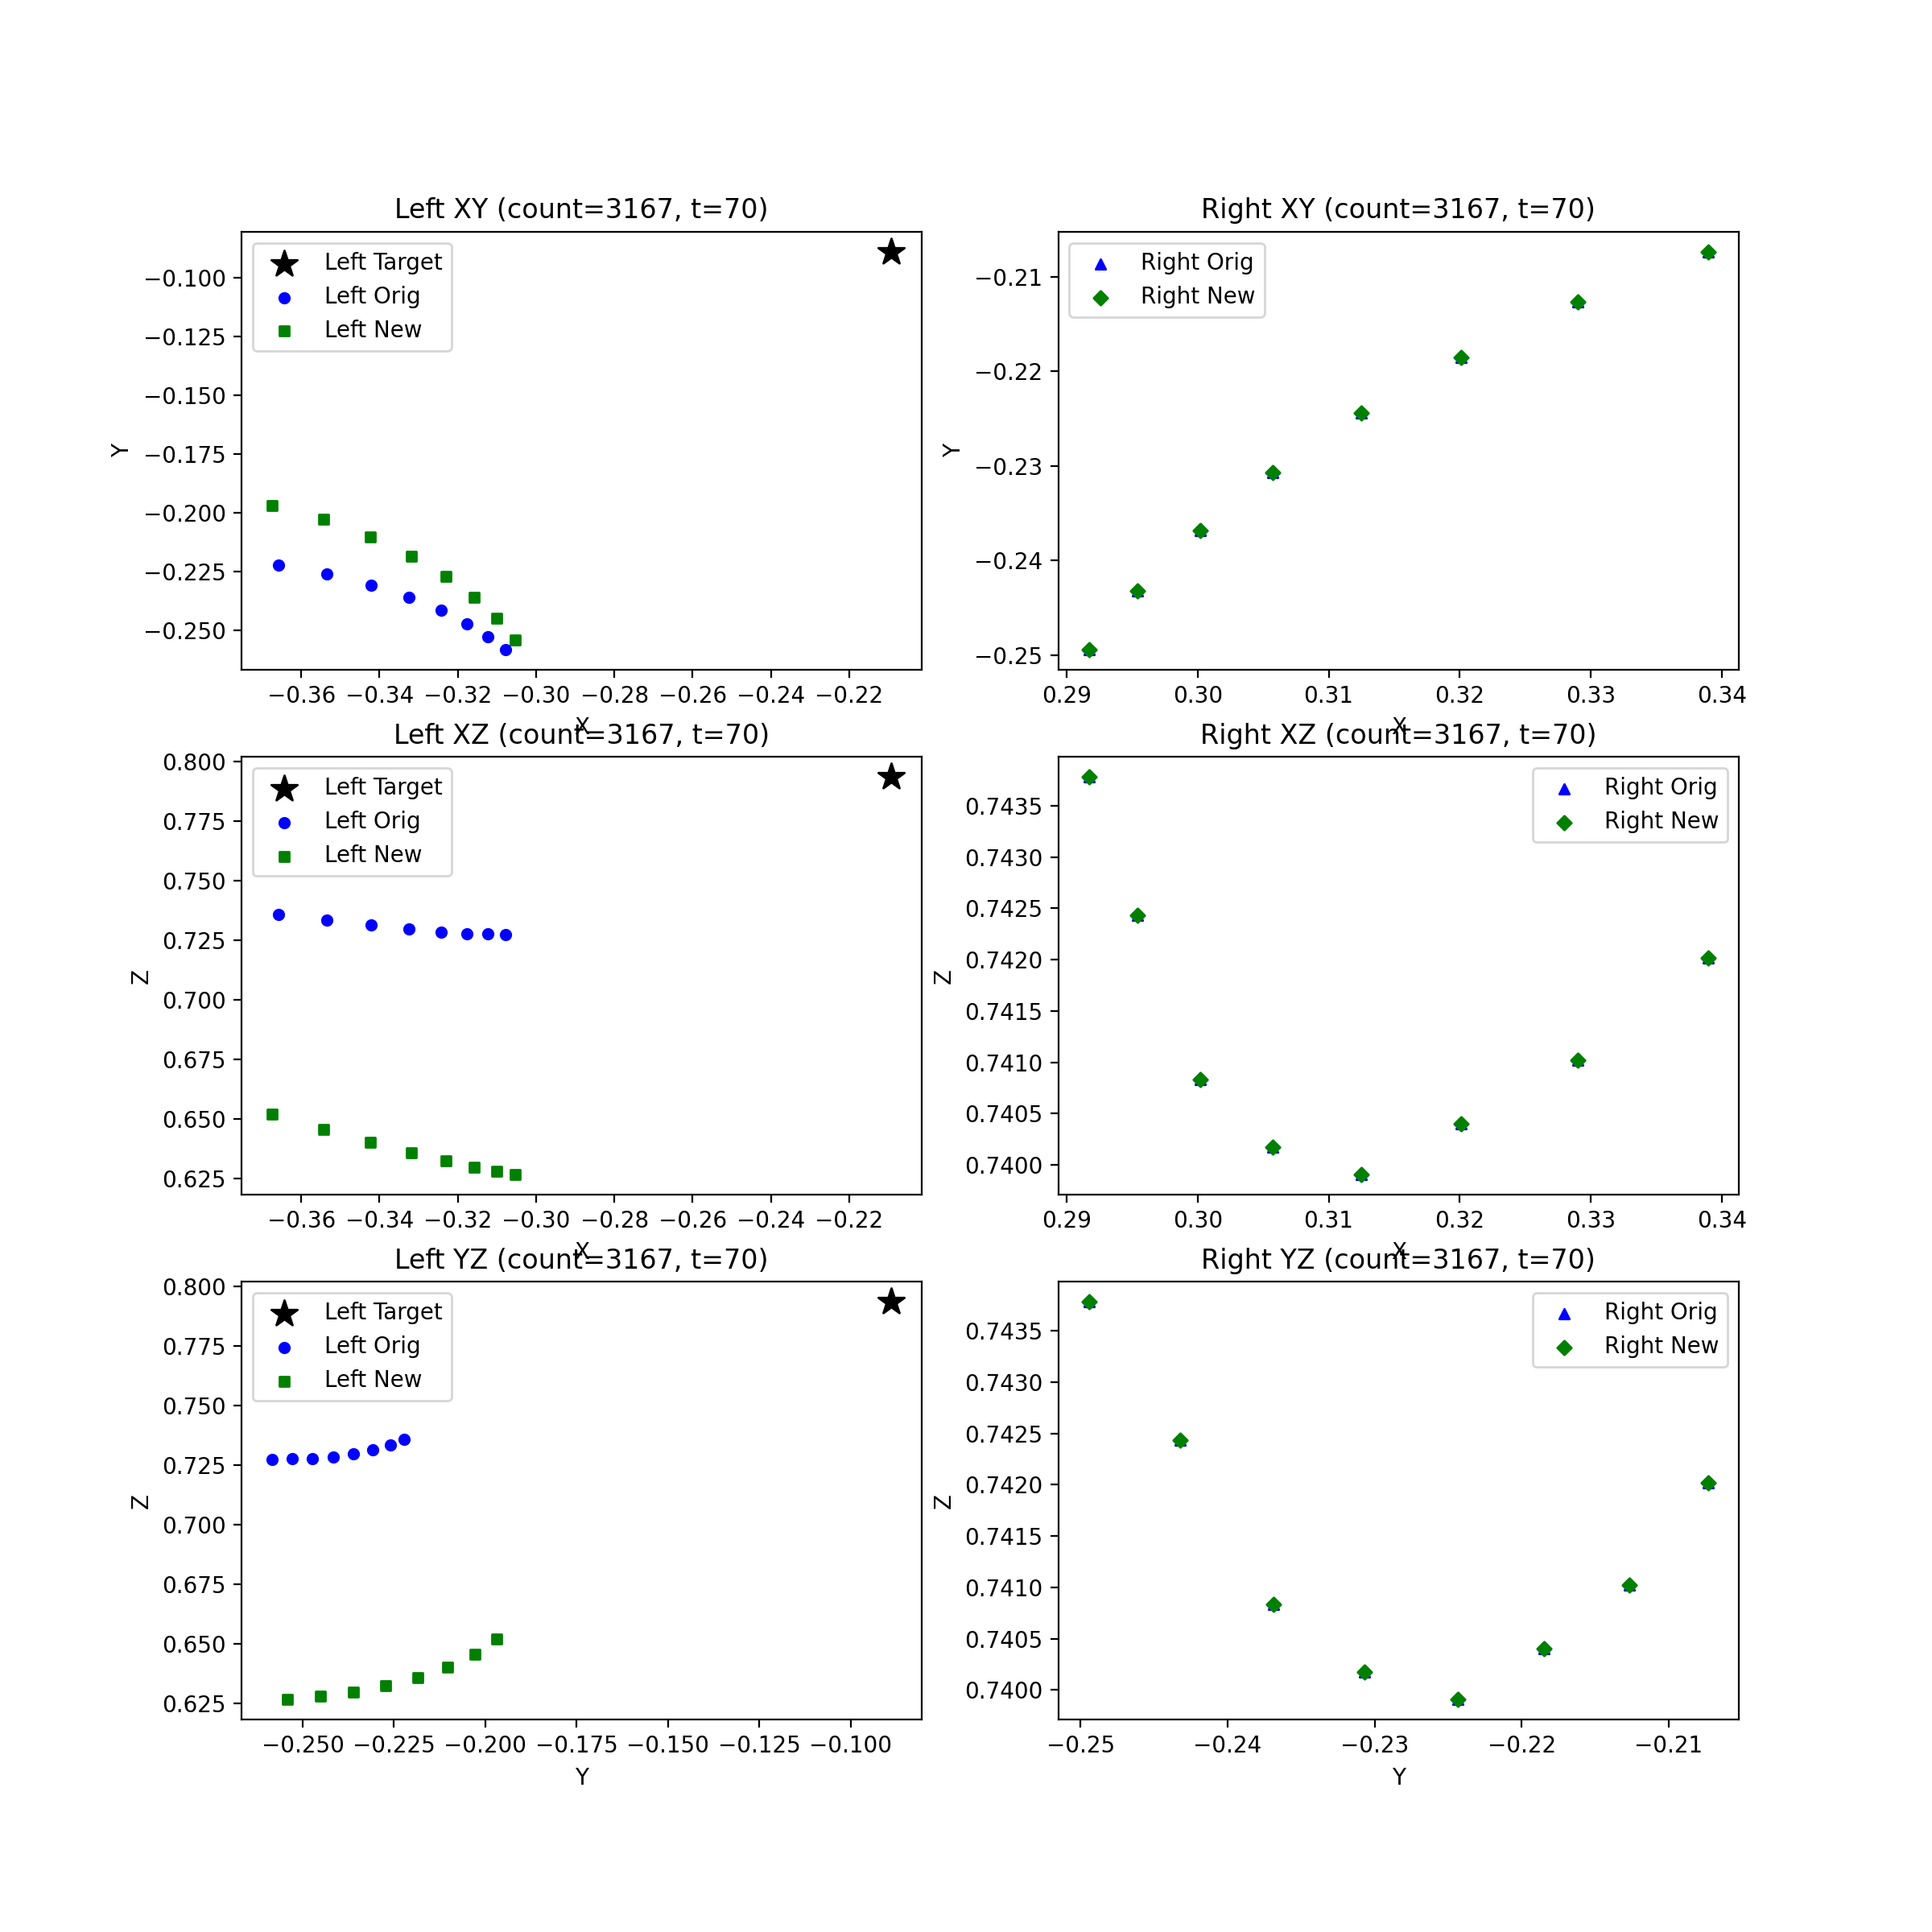 Left XY (count=3167, t=70)
Left Target
Left Orig
Left New
−0.100
−0.125
−0.150
−0.175
−0.200
−0.225
−0.250
Y
−0.36
−0.34
−0.32
−0.30
−0.28
−0.26
−0.24
−0.22
X
Right XY (count=3167, t=70)
Right Orig
Right New
−0.21
−0.22
−0.23
−0.24
−0.25
Y
0.29
0.30
0.31
0.32
0.33
0.34
X
Left XZ (count=3167, t=70)
Left Target
Left Orig
Left New
0.800
0.775
0.750
0.725
0.700
0.675
0.650
0.625
Z
−0.36
−0.34
−0.32
−0.30
−0.28
−0.26
−0.24
−0.22
X
Right XZ (count=3167, t=70)
Right Orig
Right New
0.7435
0.7430
0.7425
0.7420
0.7415
0.7410
0.7405
0.7400
Z
0.29
0.30
0.31
0.32
0.33
0.34
X
Left YZ (count=3167, t=70)
Left Target
Left Orig
Left New
0.800
0.775
0.750
0.725
0.700
0.675
0.650
0.625
Z
−0.250
−0.225
−0.200
−0.175
−0.150
−0.125
−0.100
Y
Right YZ (count=3167, t=70)
Right Orig
Right New
0.7435
0.7430
0.7425
0.7420
0.7415
0.7410
0.7405
0.7400
Z
−0.25
−0.24
−0.23
−0.22
−0.21
Y